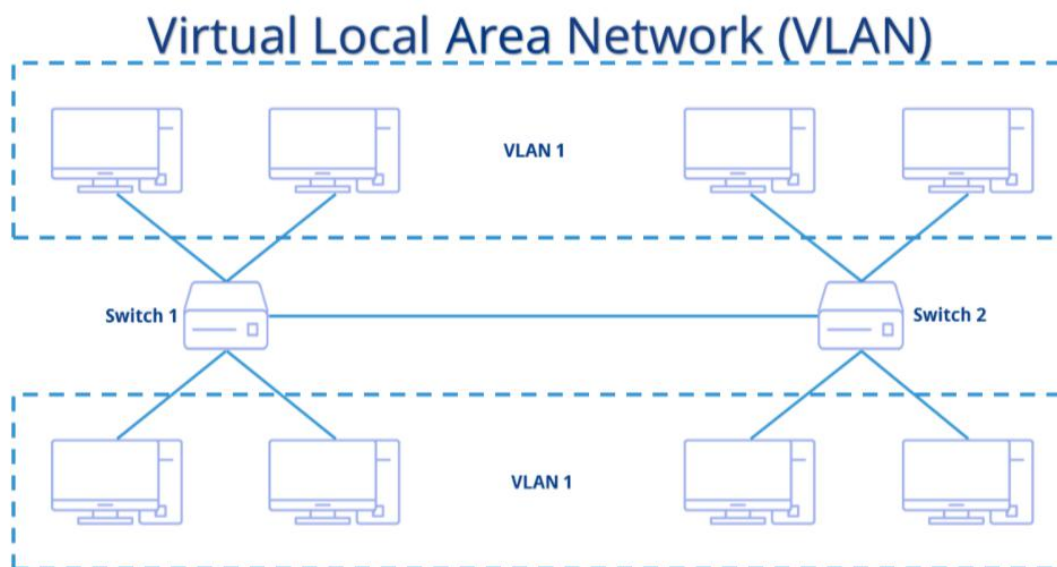 Virtual Local Area Network (VLAN)
VLAN 1
Switch 1
Switch 2
VLAN 1